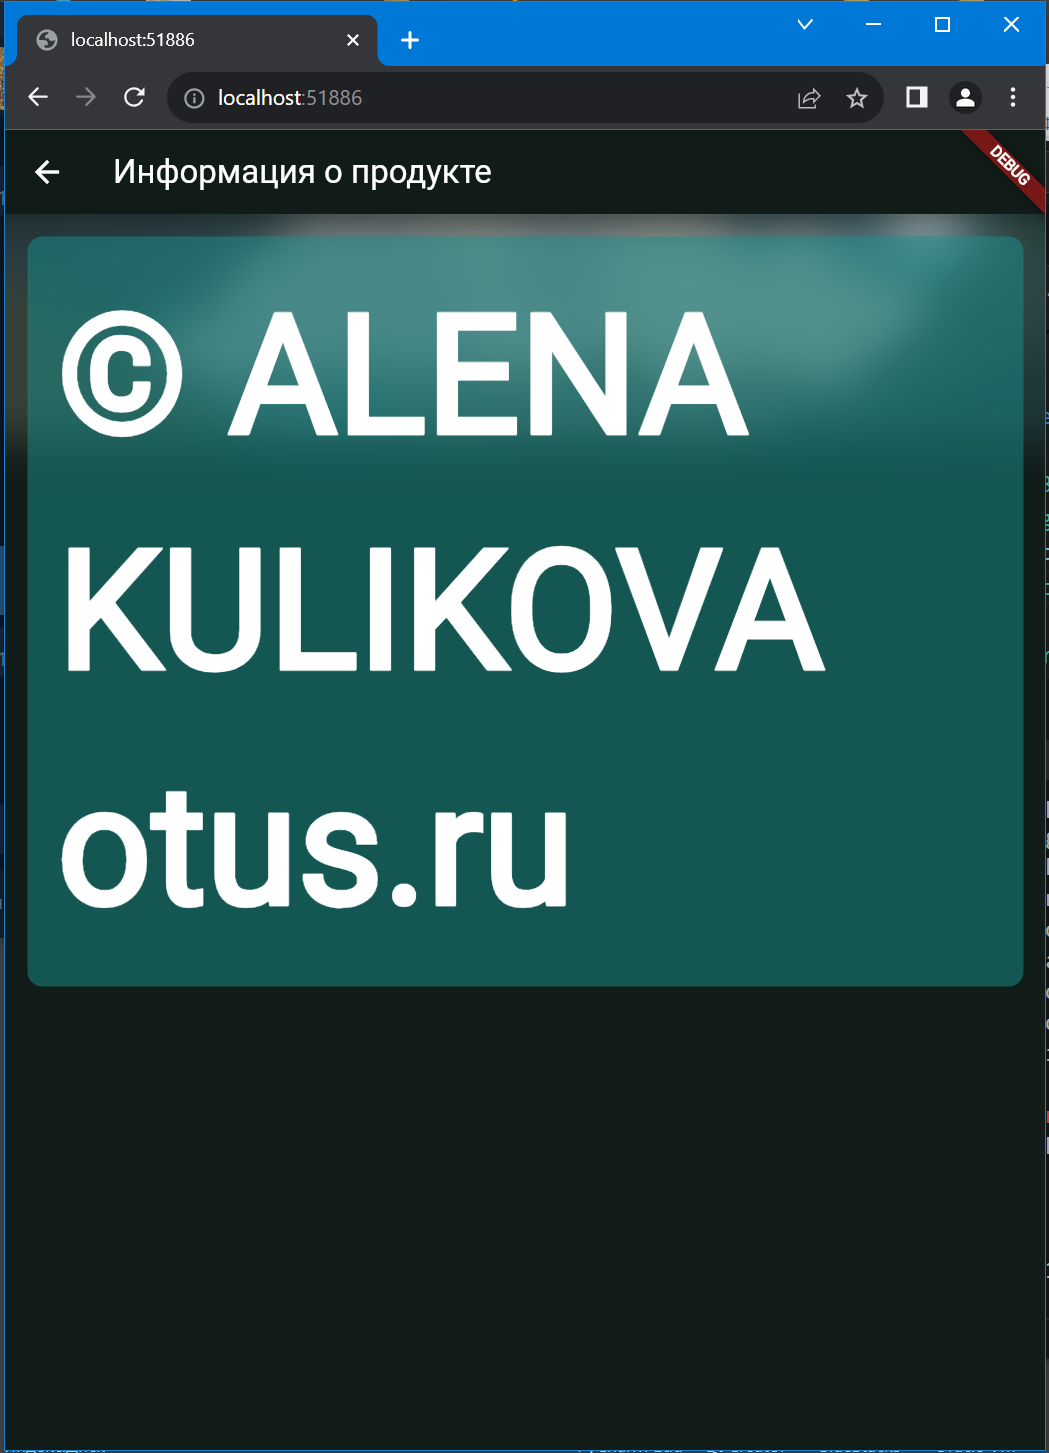 localhost:51886
localhost:51886
Информация о продукте
DEBUG
© ALENA
KULIKOVA
otus.ru